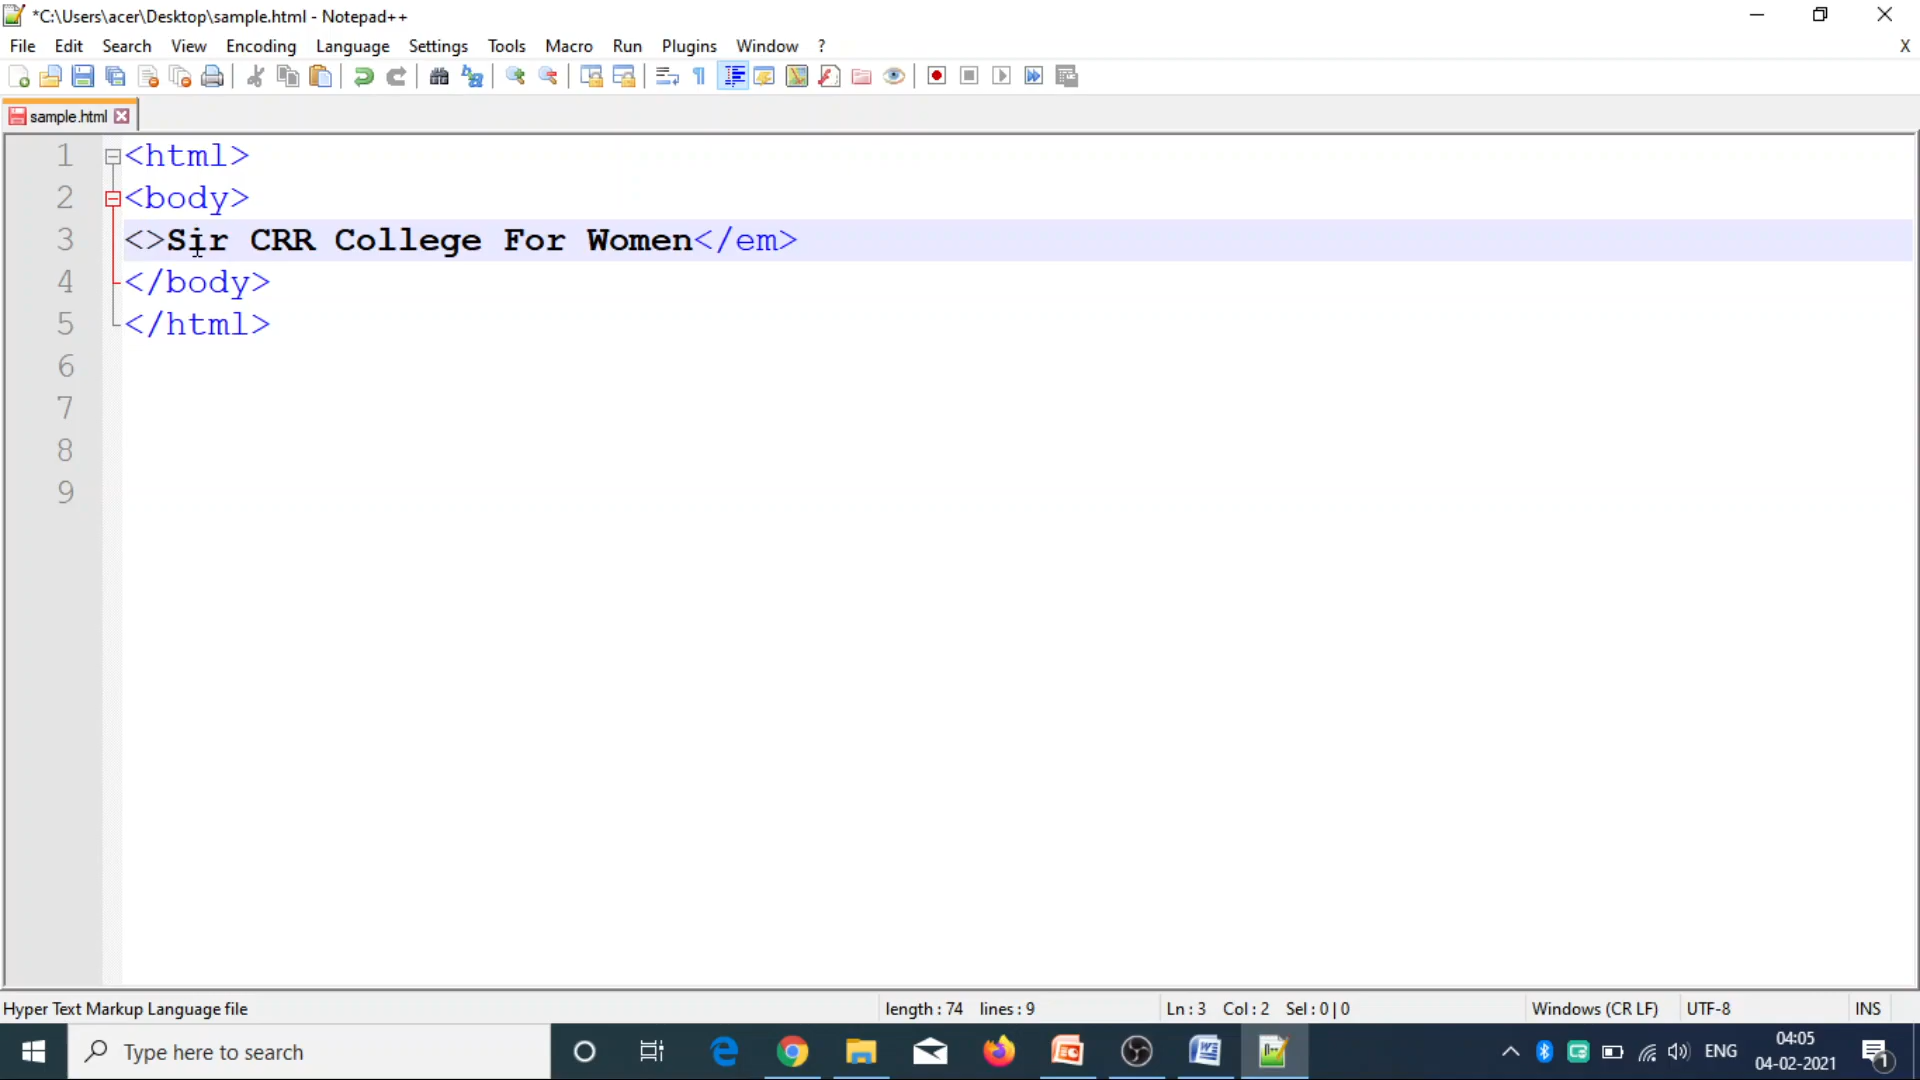 *C:\Users\acer\Desktop\sample.html - Notepad++
File Edit Search View Encoding Language Settings Tools Macro Run Plugins Window ? X
sample.html
1 <html>
2 <body>
3 <>Sir CRR College For Women</em>
4 </body>
5 </html>
6
7
8
9
Hyper Text Markup Language file length : 74 lines : 9 Ln : 3 Col : 2 Sel : 0 | 0 Windows (CR LF) UTF-8 INS
Type here to search ENG 04:05
04-02-2021 1